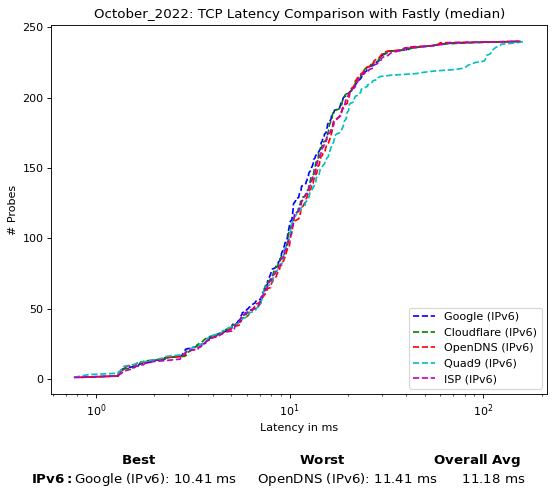 October_2022: TCP Latency Comparison with Fastly (median)
250
200
150
100
50
0
# Probes
10⁰ 10¹ 10²
Latency in ms
Google (IPv6)
Cloudflare (IPv6)
OpenDNS (IPv6)
Quad9 (IPv6)
ISP (IPv6)
Best Worst Overall Avg
IPv6: Google (IPv6): 10.41 ms OpenDNS (IPv6): 11.41 ms 11.18 ms